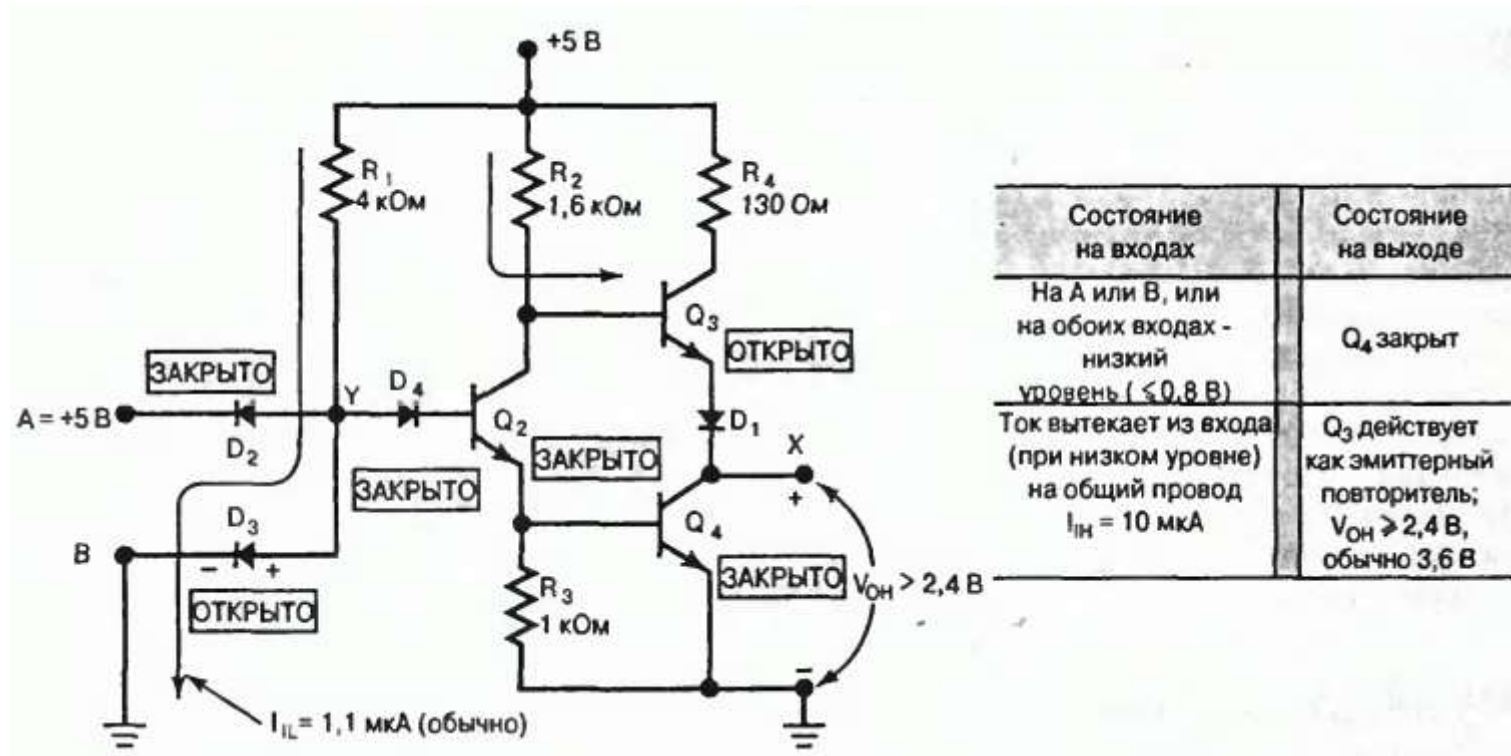 +5 В
R1
4 кОм
R2
1,6 кОм
R4
130 Ом
Q3
ОТКРЫТО
ЗАКРЫТО
A = +5 В
D2
Y
D4
Q2
ЗАКРЫТО
ЗАКРЫТО
D1
X
+
Q4
ЗАКРЫТО
B
D3
- +
ОТКРЫТО
R3
1 кОм
VOH > 2,4 В
-
IIL = 1,1 мкА (обычно)
Состояние
на входах
Состояние
на выходе
На А или В, или
на обоих входах -
низкий
уровень ( ⩽0,8 В)
Q4 закрыт
Ток вытекает из входа
(при низком уровне)
на общий провод
IIH = 10 мкА
Q3 действует
как эмиттерный
повторитель;
VOH ⩾ 2,4 В,
обычно 3,6 В